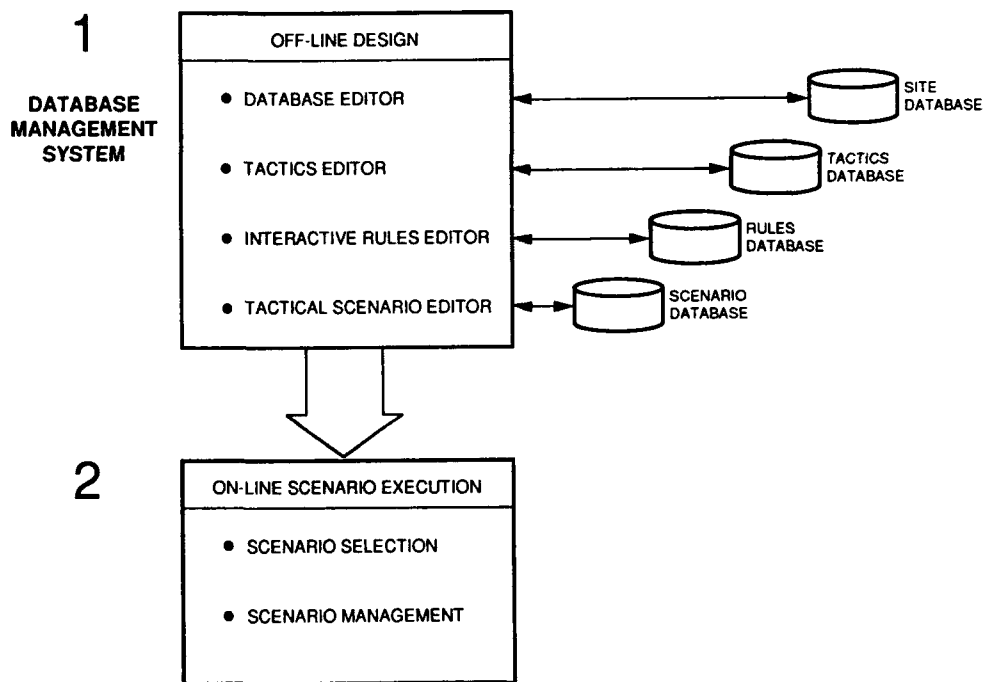 1
DATABASE
MANAGEMENT
SYSTEM
OFF-LINE DESIGN
● DATABASE EDITOR
SITE
DATABASE
● TACTICS EDITOR
TACTICS
DATABASE
● INTERACTIVE RULES EDITOR
RULES
DATABASE
● TACTICAL SCENARIO EDITOR
SCENARIO
DATABASE
2
ON-LINE SCENARIO EXECUTION
● SCENARIO SELECTION
● SCENARIO MANAGEMENT